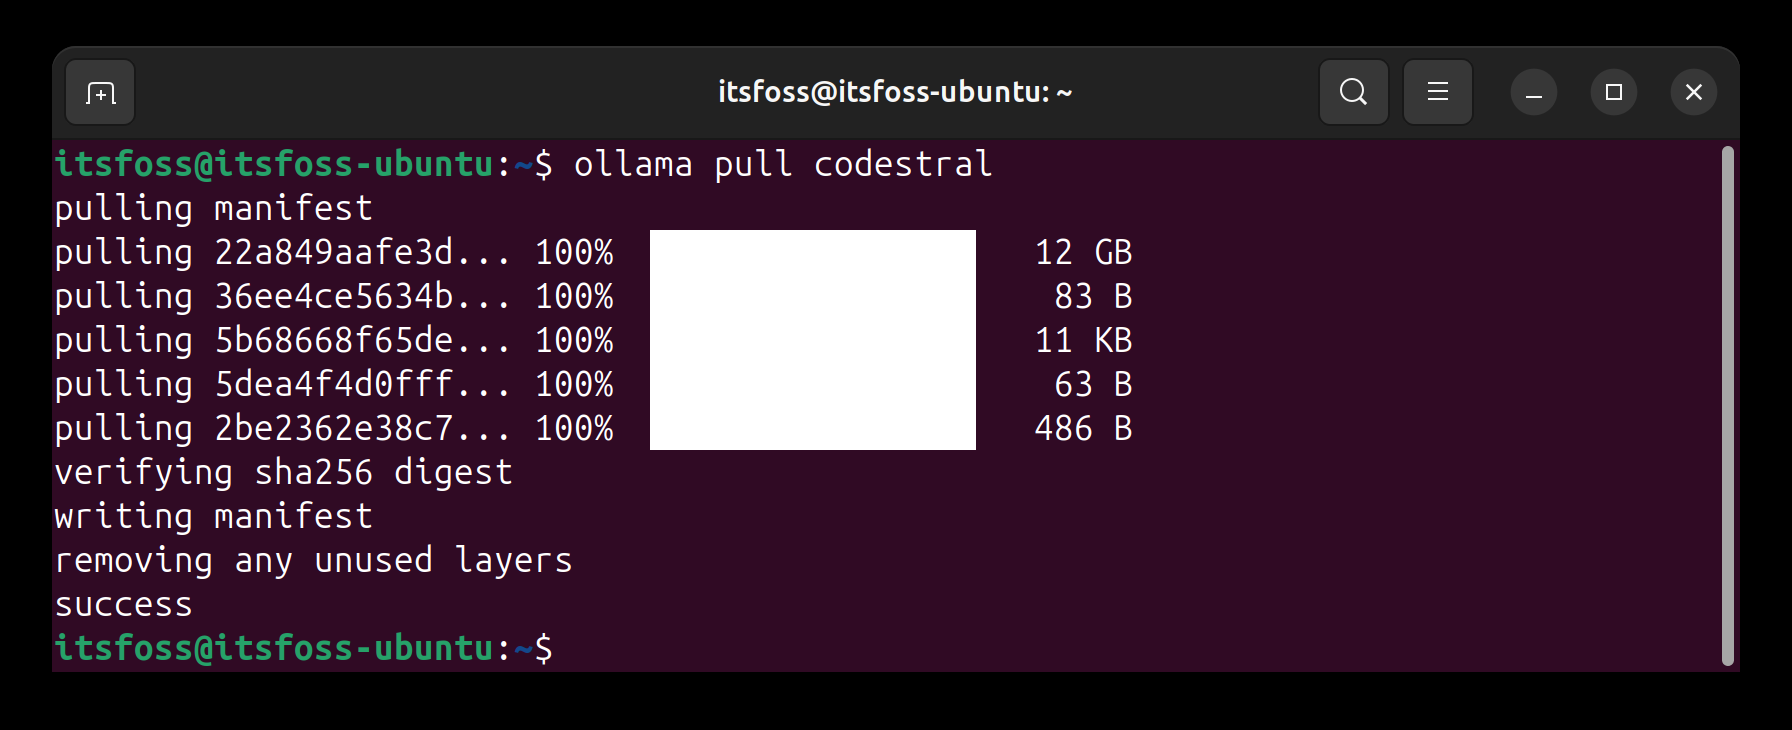 itsfoss@itsfoss-ubuntu: ~
itsfoss@itsfoss-ubuntu:~$ ollama pull codestral
pulling manifest
pulling 22a849aafe3d... 100% 12 GB
pulling 36ee4ce5634b... 100% 83 B
pulling 5b68668f65de... 100% 11 KB
pulling 5dea4f4d0fff... 100% 63 B
pulling 2be2362e38c7... 100% 486 B
verifying sha256 digest
writing manifest
removing any unused layers
success
itsfoss@itsfoss-ubuntu:~$